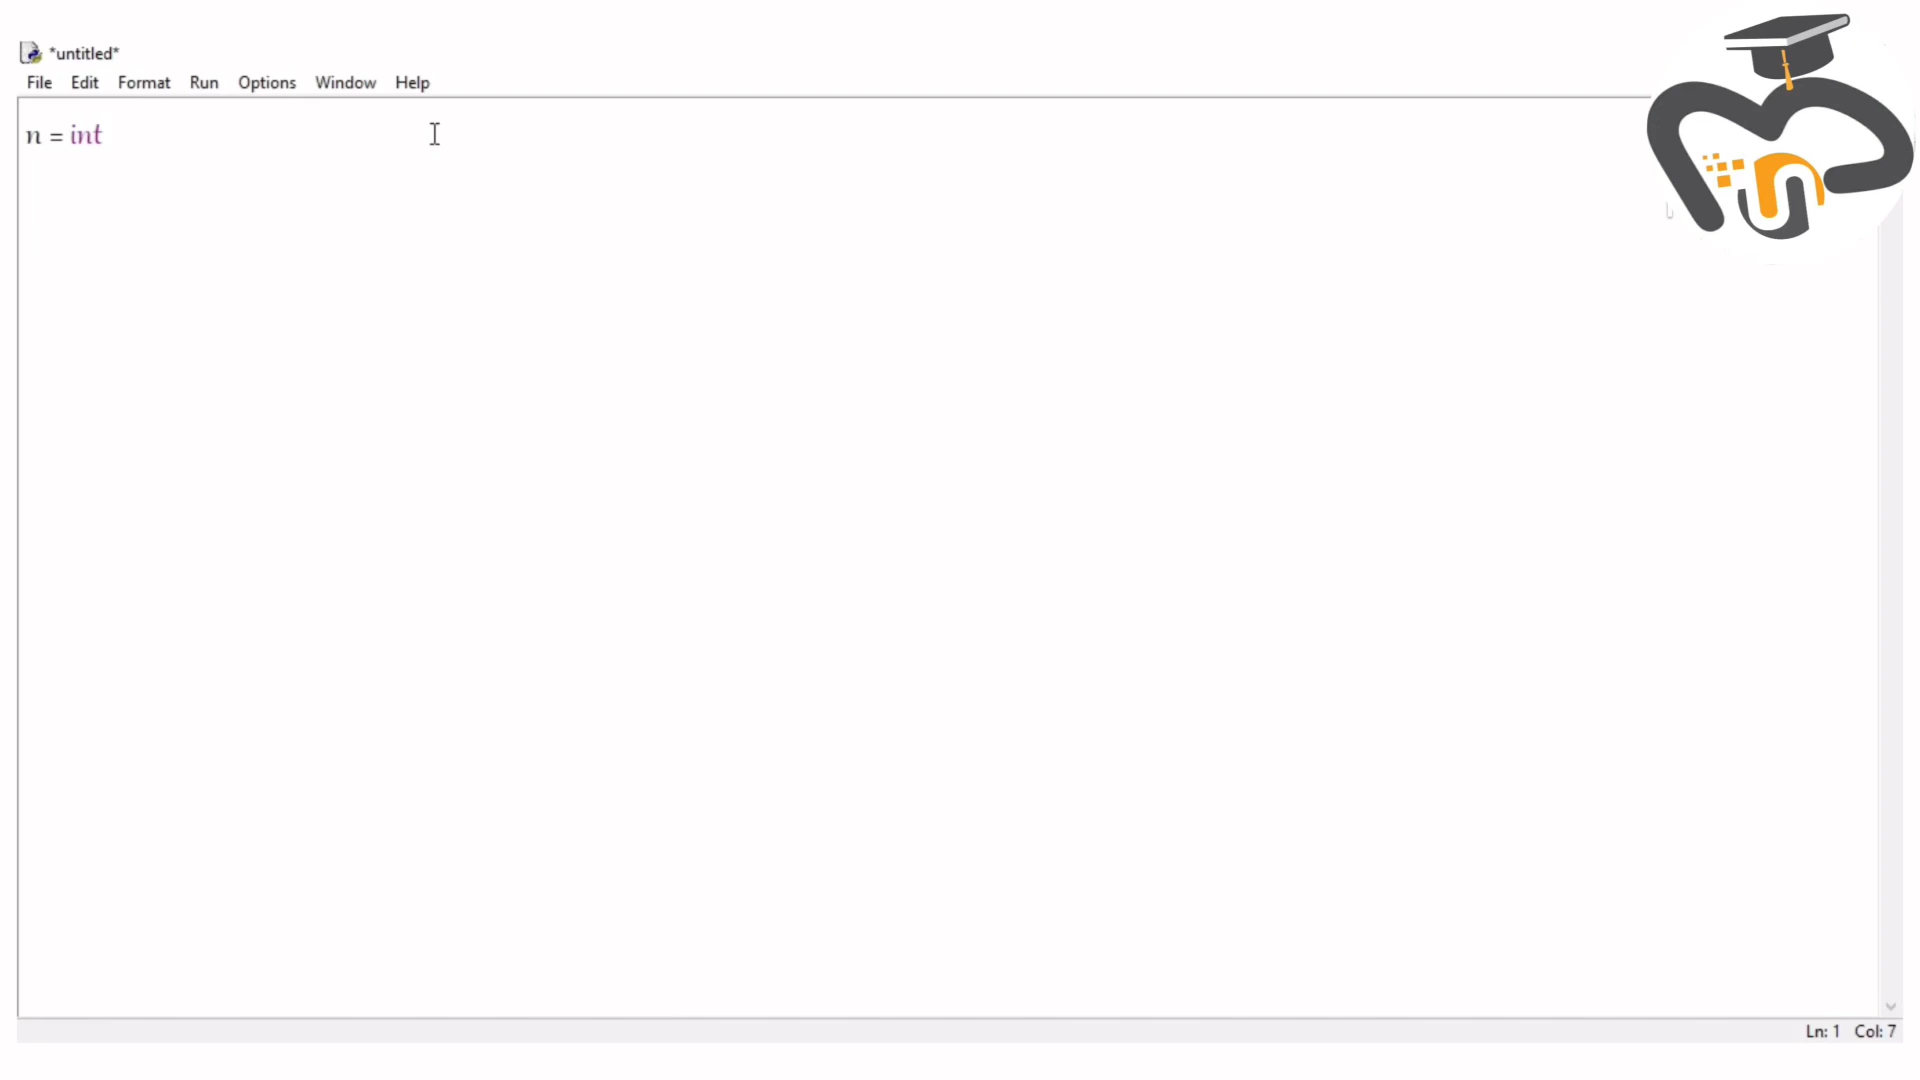 *untitled*
File Edit Format Run Options Window Help
n = int
Ln: 1 Col: 7